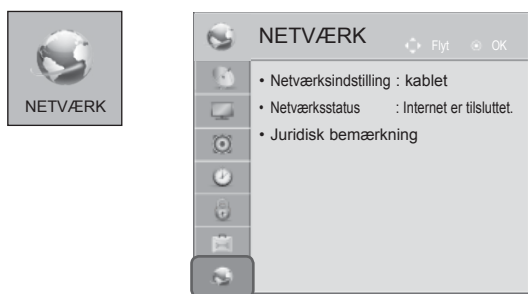 NETVÆRK
NETVÆRK Flyt OK
• Netværksindstilling : kablet
• Netværksstatus : Internet er tilsluttet.
• Juridisk bemærkning